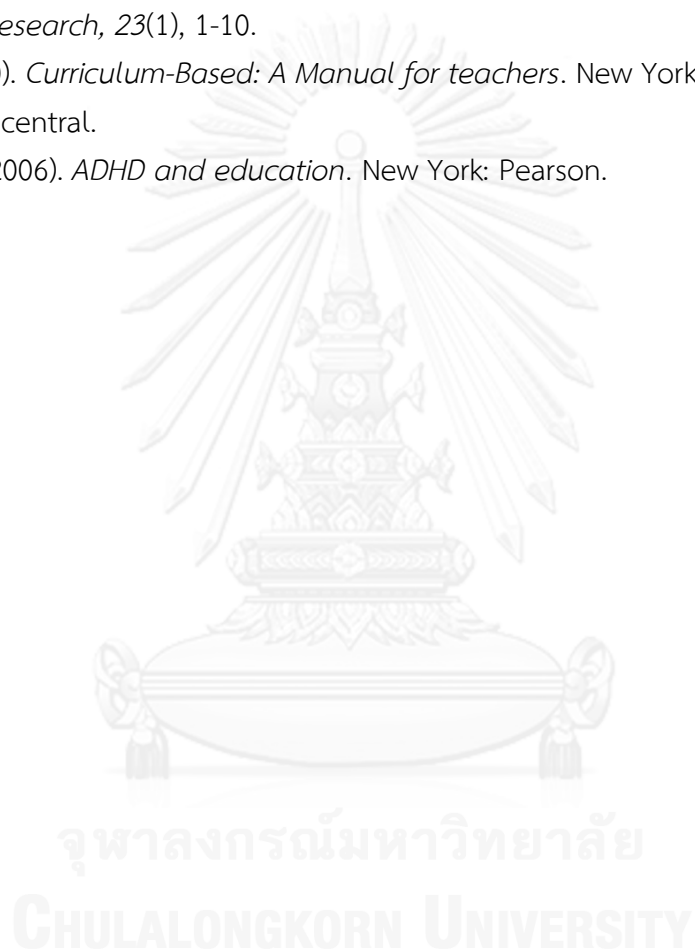 esearch, 23(1), 1-10.
). Curriculum-Based: A Manual for teachers. New York
central.
2006). ADHD and education. New York: Pearson.
จุฬาลงกรณ์มหาวิทยาลัย
CHULALONGKORN UNIVERSITY